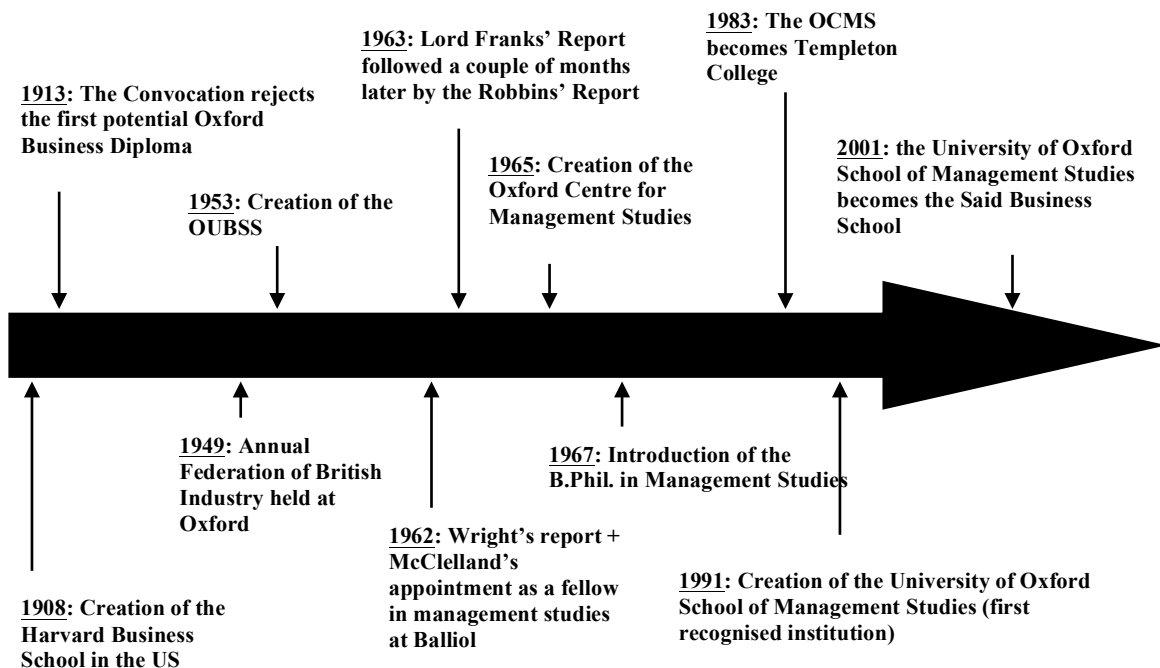 1963: Lord Franks’ Report
followed a couple of months
later by the Robbins’ Report
1983: The OCMS
becomes Templeton
College
1913: The Convocation rejects
the first potential Oxford
Business Diploma
2001: the University of Oxford
School of Management Studies
becomes the Said Business
School
1965: Creation of the
Oxford Centre for
Management Studies
1953: Creation of the
OUBSS
1949: Annual
Federation of British
Industry held at
Oxford
1967: Introduction of the
B.Phil. in Management Studies
1962: Wright’s report +
McClelland’s
appointment as a fellow
in management studies
at Balliol
1991: Creation of the University of Oxford
School of Management Studies (first
recognised institution)
1908: Creation of the
Harvard Business
School in the US